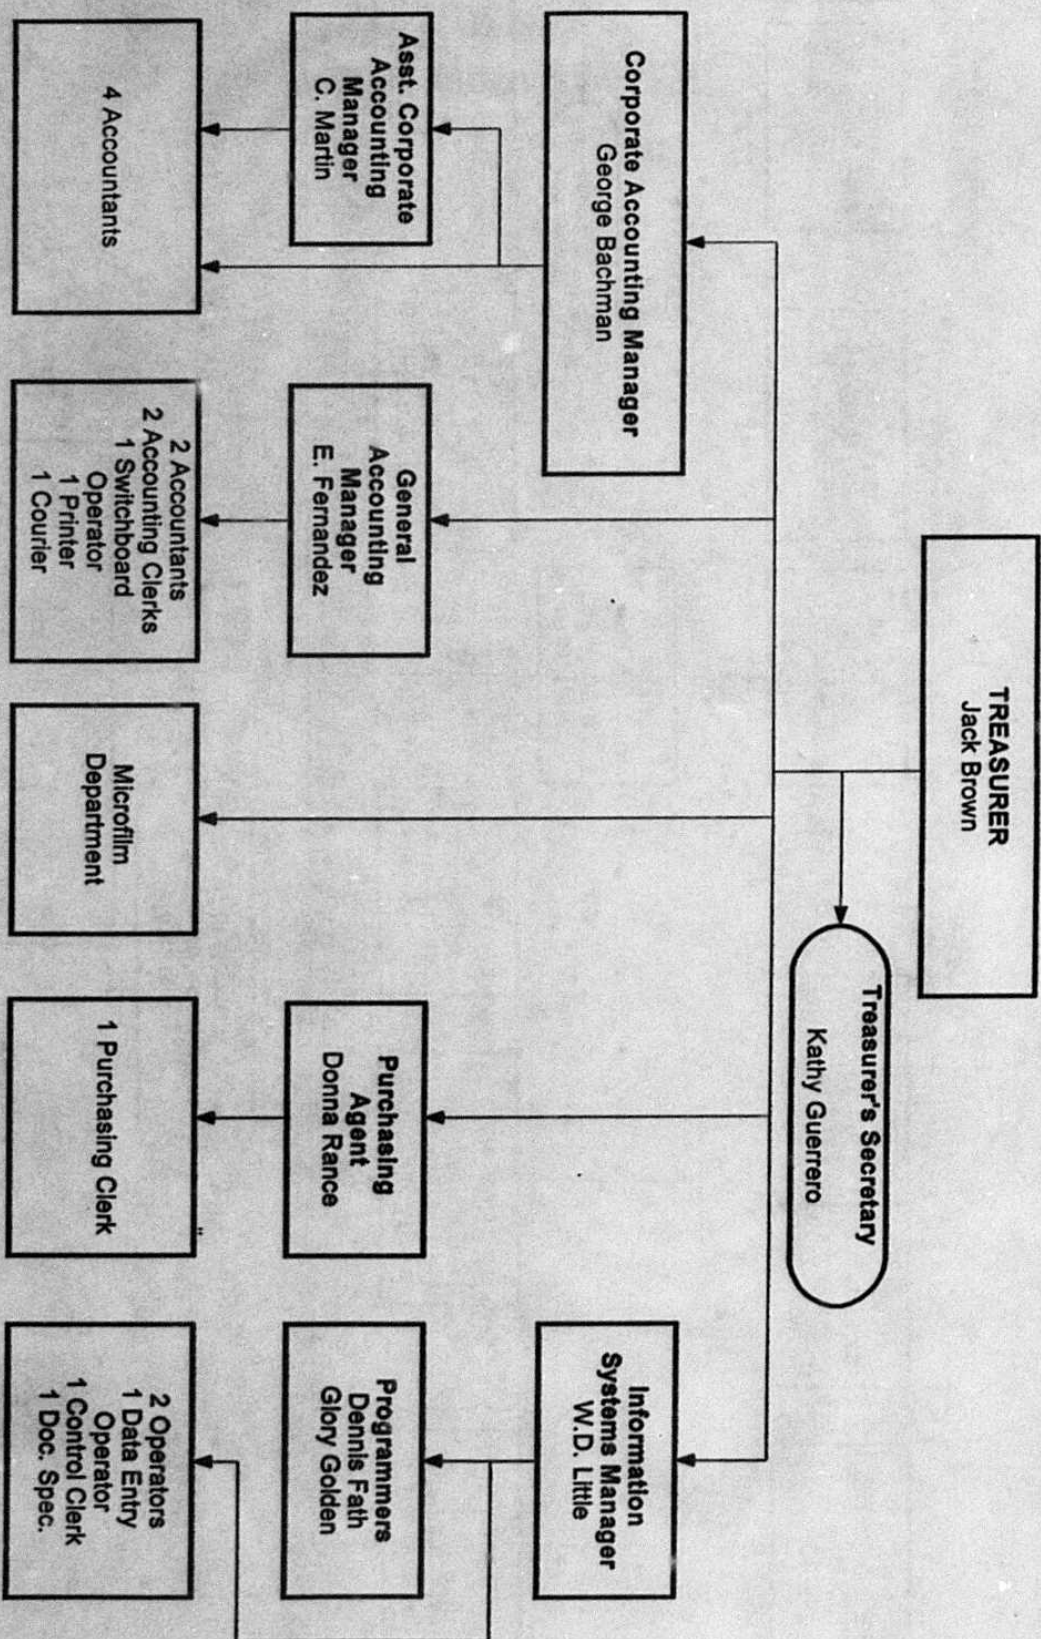 TREASURER
Jack Brown
Treasurer's Secretary
Kathy Guerrero
Corporate Accounting Manager
George Bachman
Information
Systems Manager
W.D. Little
Asst. Corporate
Accounting
Manager
C. Martin
General
Accounting
Manager
E. Fernandez
Purchasing
Agent
Donna Rance
Programmers
Dennis Fath
Glory Golden
4 Accountants
2 Accountants
2 Accounting Clerks
1 Switchboard
Operator
1 Printer
1 Courier
Microfilm
Department
1 Purchasing Clerk
2 Operators
1 Data Entry
Operator
1 Control Clerk
1 Doc. Spec.